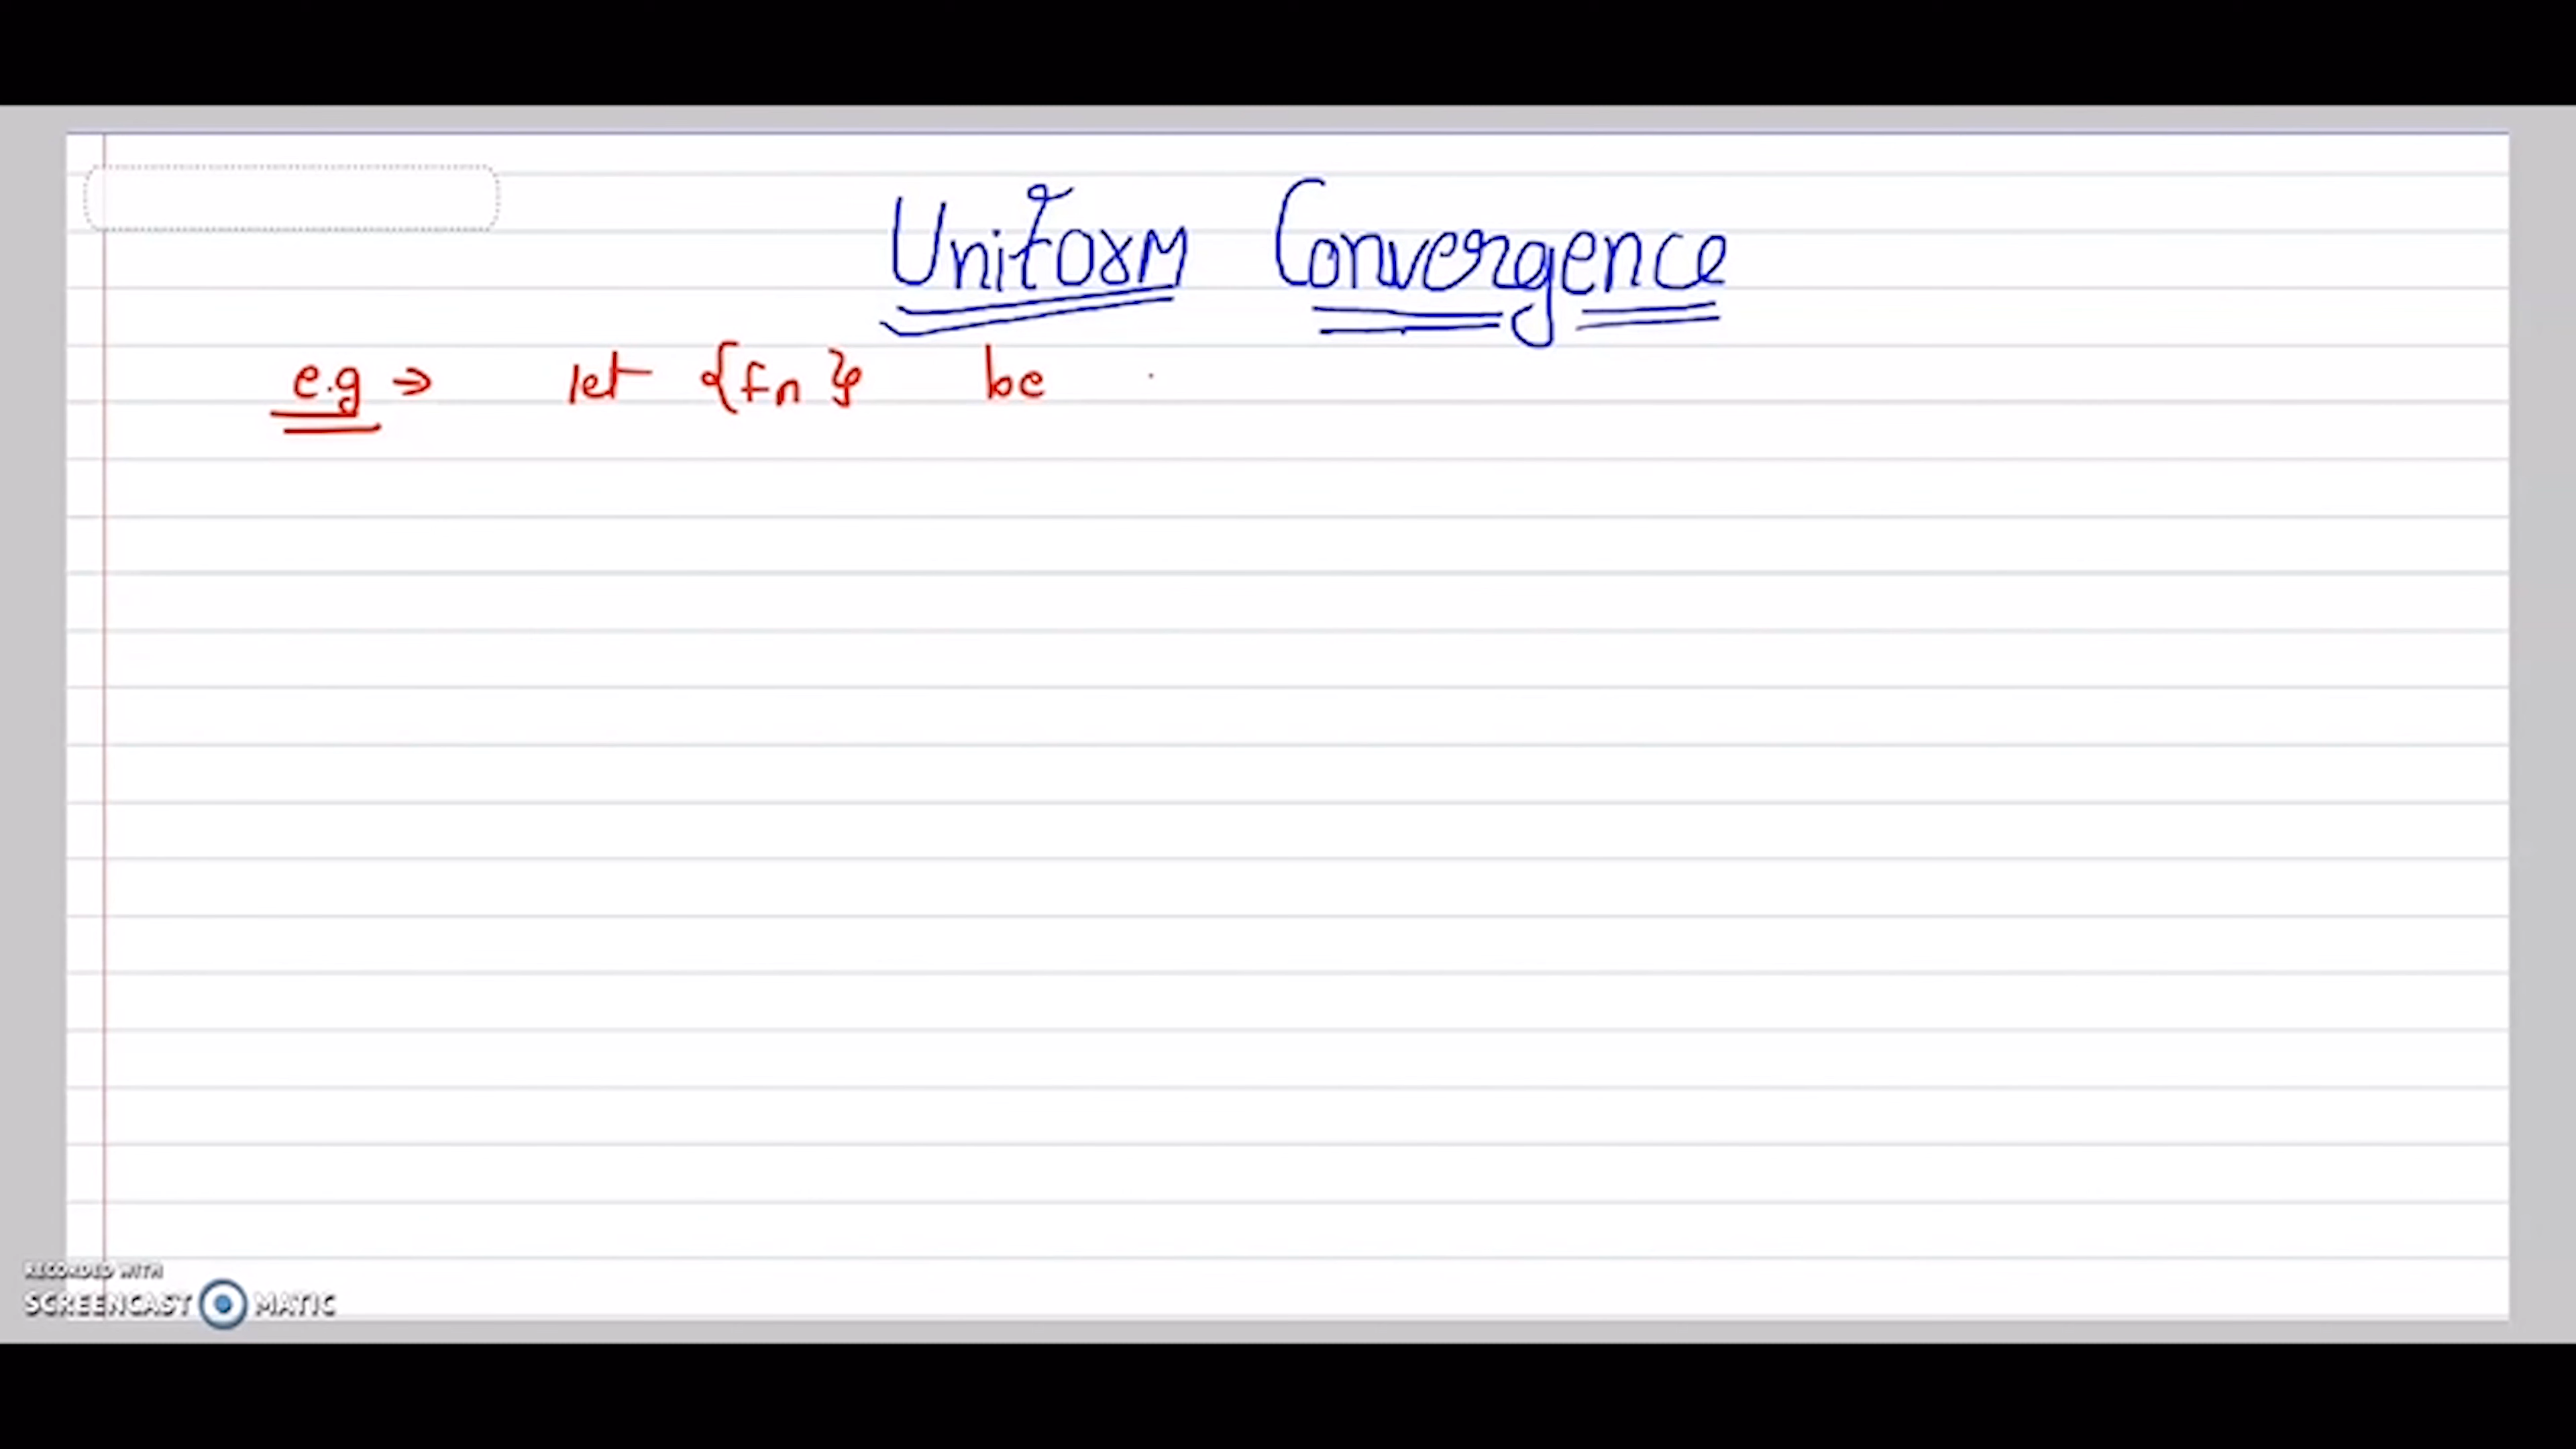 Uniform Convergence
e.g ⇒ let {fn} be
RECORDED WITH
SCREENCAST MATIC